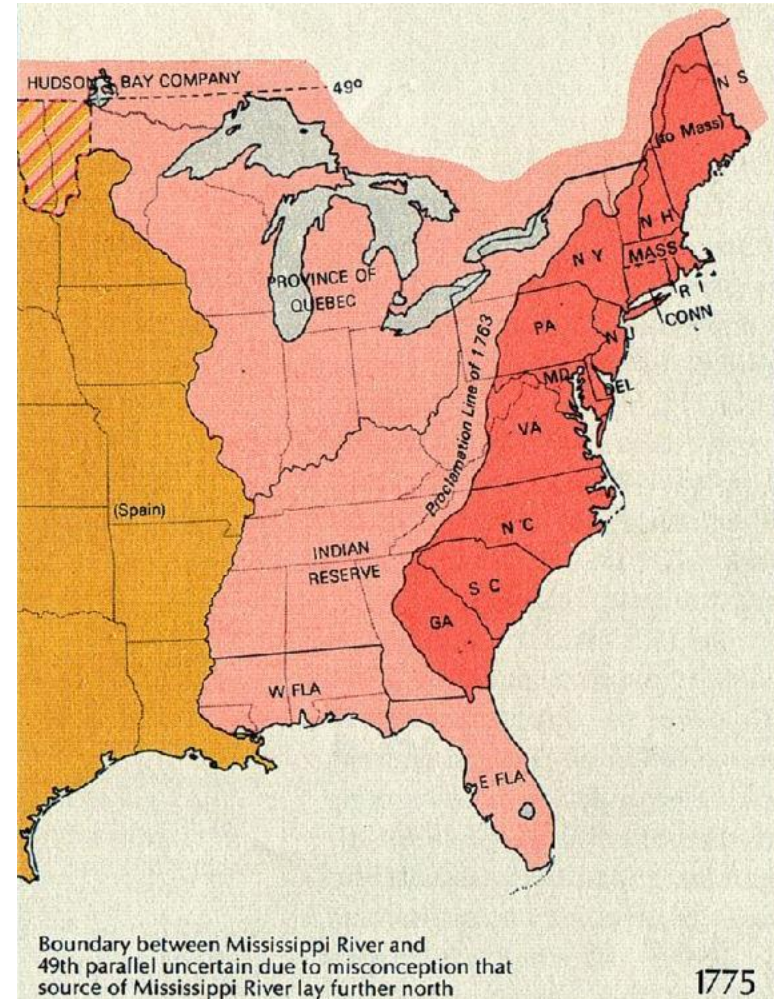 HUDSON'S BAY COMPANY
49º
N S
(to Mass)
N H
N Y
MASS
R I
CONN
PROVINCE OF
QUEBEC
PA
N J
Proclamation Line of 1763
MD
DEL
VA
(Spain)
N C
INDIAN
RESERVE
S C
GA
W FLA
E FLA
Boundary between Mississippi River and
49th parallel uncertain due to misconception that
source of Mississippi River lay further north
1775